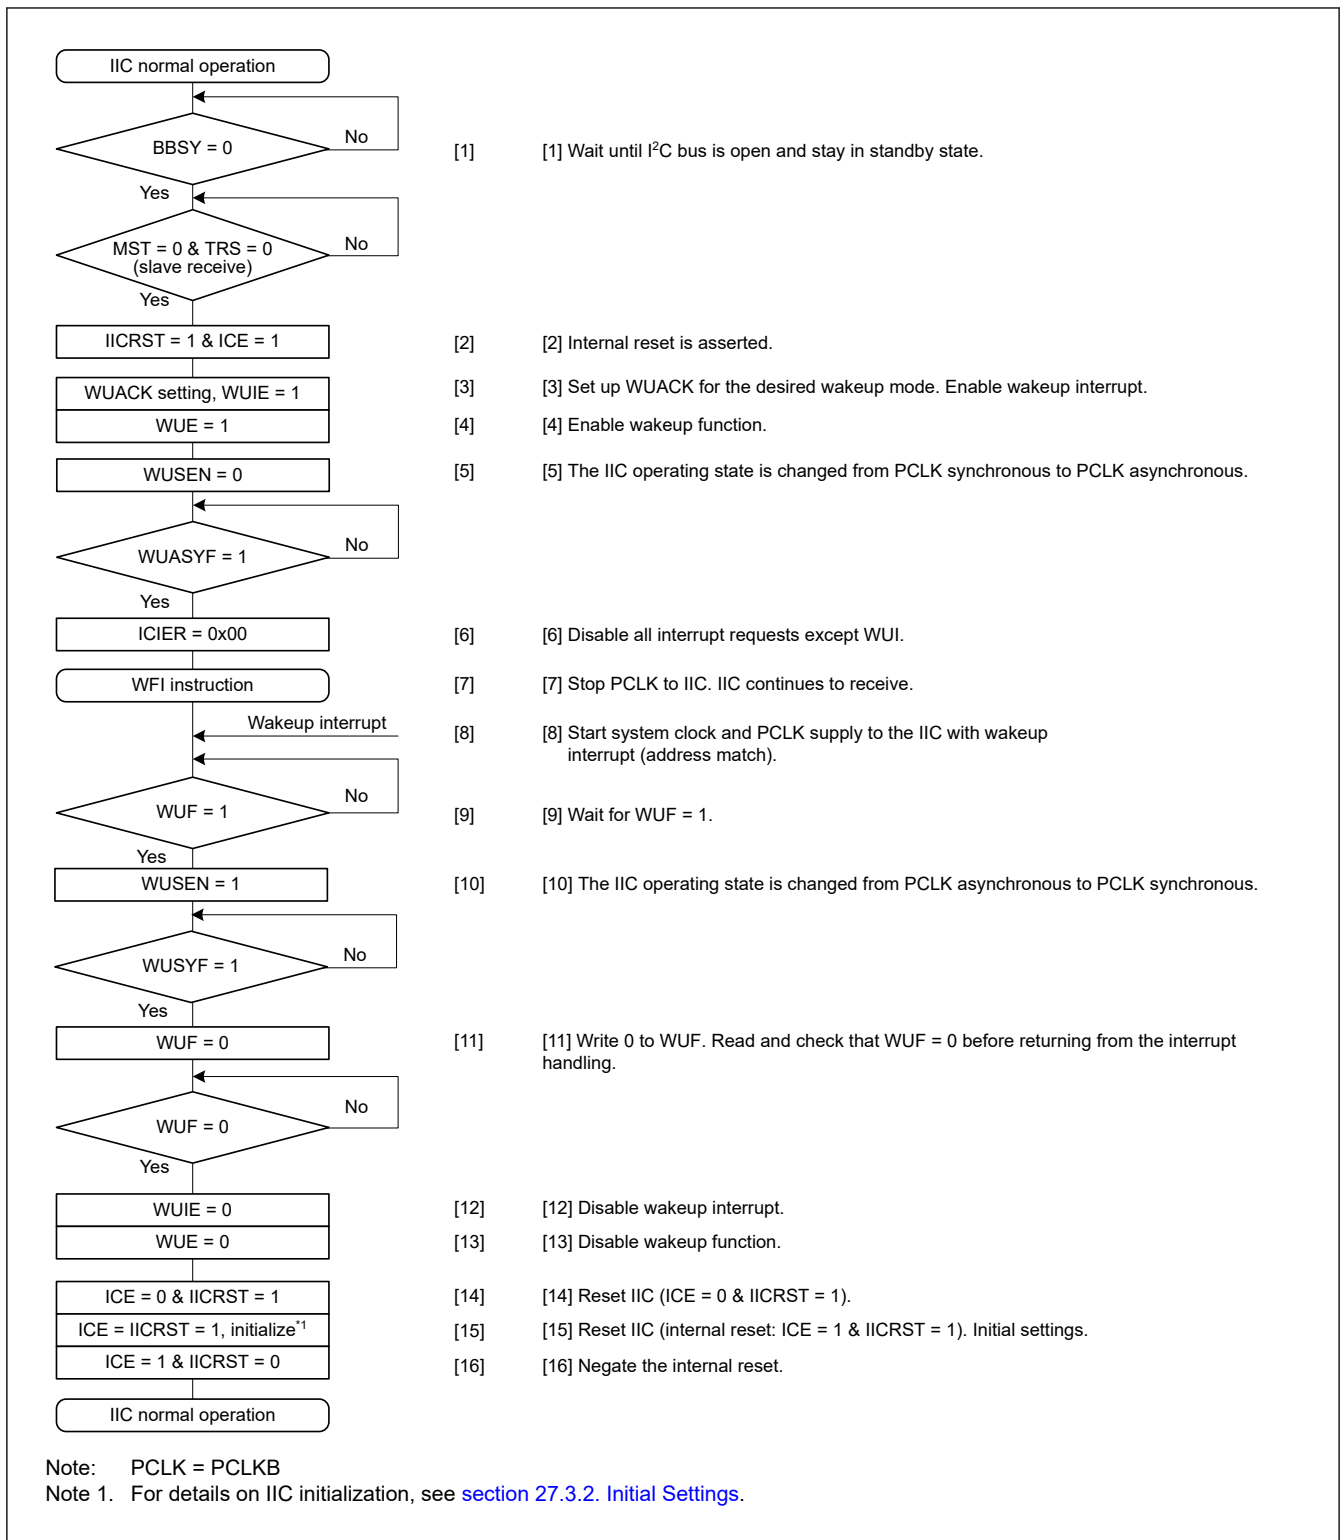 IIC normal operation
BBSY = 0
No
[1] [1] Wait until I²C bus is open and stay in standby state.
Yes
MST = 0 & TRS = 0
(slave receive)
No
Yes
IICRST = 1 & ICE = 1
[2] [2] Internal reset is asserted.
WUACK setting, WUIE = 1
[3] [3] Set up WUACK for the desired wakeup mode. Enable wakeup interrupt.
WUE = 1
[4] [4] Enable wakeup function.
WUSEN = 0
[5] [5] The IIC operating state is changed from PCLK synchronous to PCLK asynchronous.
WUASYF = 1
No
Yes
ICIER = 0x00
[6] [6] Disable all interrupt requests except WUI.
WFI instruction
[7] [7] Stop PCLK to IIC. IIC continues to receive.
Wakeup interrupt
[8] [8] Start system clock and PCLK supply to the IIC with wakeup
interrupt (address match).
No
WUF = 1
[9] [9] Wait for WUF = 1.
Yes
WUSEN = 1
[10] [10] The IIC operating state is changed from PCLK asynchronous to PCLK synchronous.
No
WUSYF = 1
Yes
WUF = 0
[11] [11] Write 0 to WUF. Read and check that WUF = 0 before returning from the interrupt
handling.
No
WUF = 0
Yes
WUIE = 0
[12] [12] Disable wakeup interrupt.
WUE = 0
[13] [13] Disable wakeup function.
ICE = 0 & IICRST = 1
[14] [14] Reset IIC (ICE = 0 & IICRST = 1).
ICE = IICRST = 1, initialize*1
[15] [15] Reset IIC (internal reset: ICE = 1 & IICRST = 1). Initial settings.
ICE = 1 & IICRST = 0
[16] [16] Negate the internal reset.
IIC normal operation
Note: PCLK = PCLKB
Note 1. For details on IIC initialization, see section 27.3.2. Initial Settings.